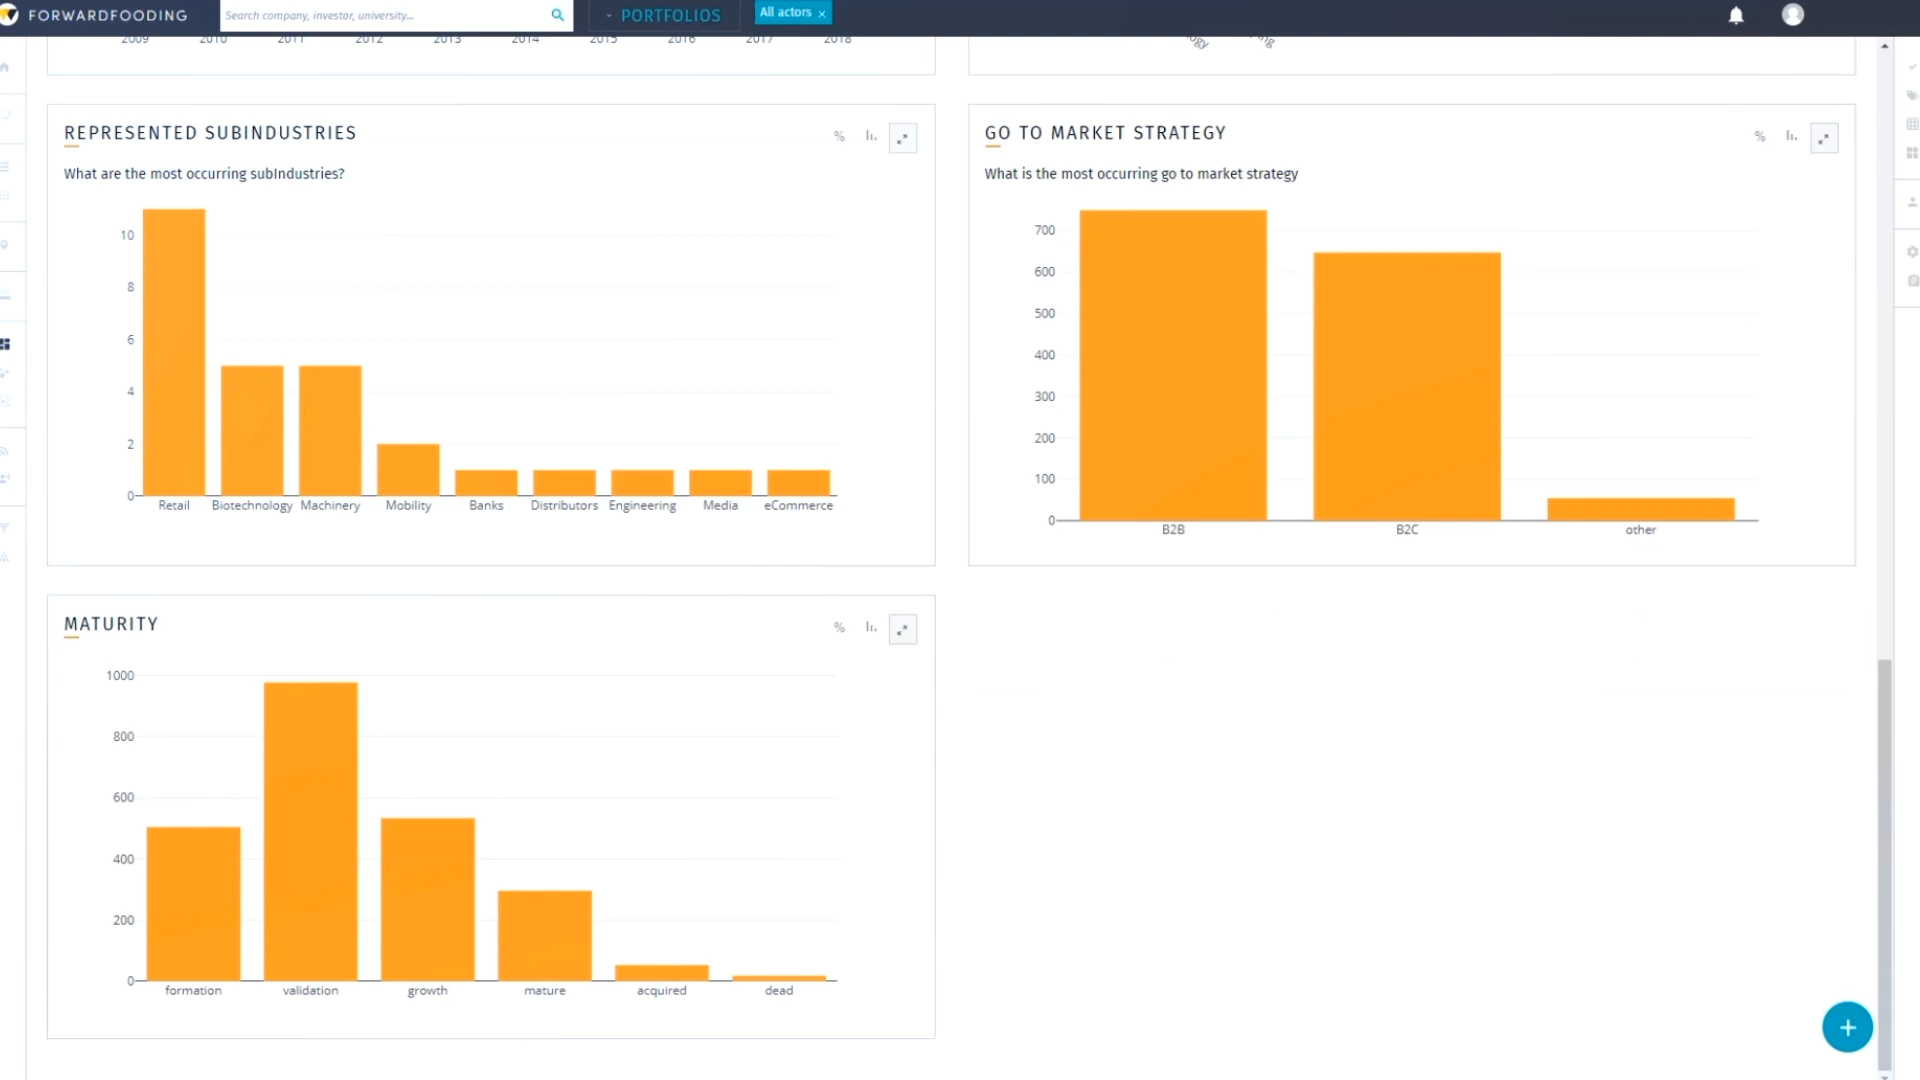 FORWARDFOODING
Search company, investor, university...
PORTFOLIOS
All actors ×
2009 2010 2011 2012 2013 2014 2015 2016 2017 2018
REPRESENTED SUBINDUSTRIES
%
What are the most occurring subIndustries?
10
8
6
4
2
0
Retail Biotechnology Machinery Mobility Banks Distributors Engineering Media eCommerce
GO TO MARKET STRATEGY
%
What is the most occurring go to market strategy
700
600
500
400
300
200
100
0
B2B B2C other
MATURITY
%
1000
800
600
400
200
0
formation validation growth mature acquired dead